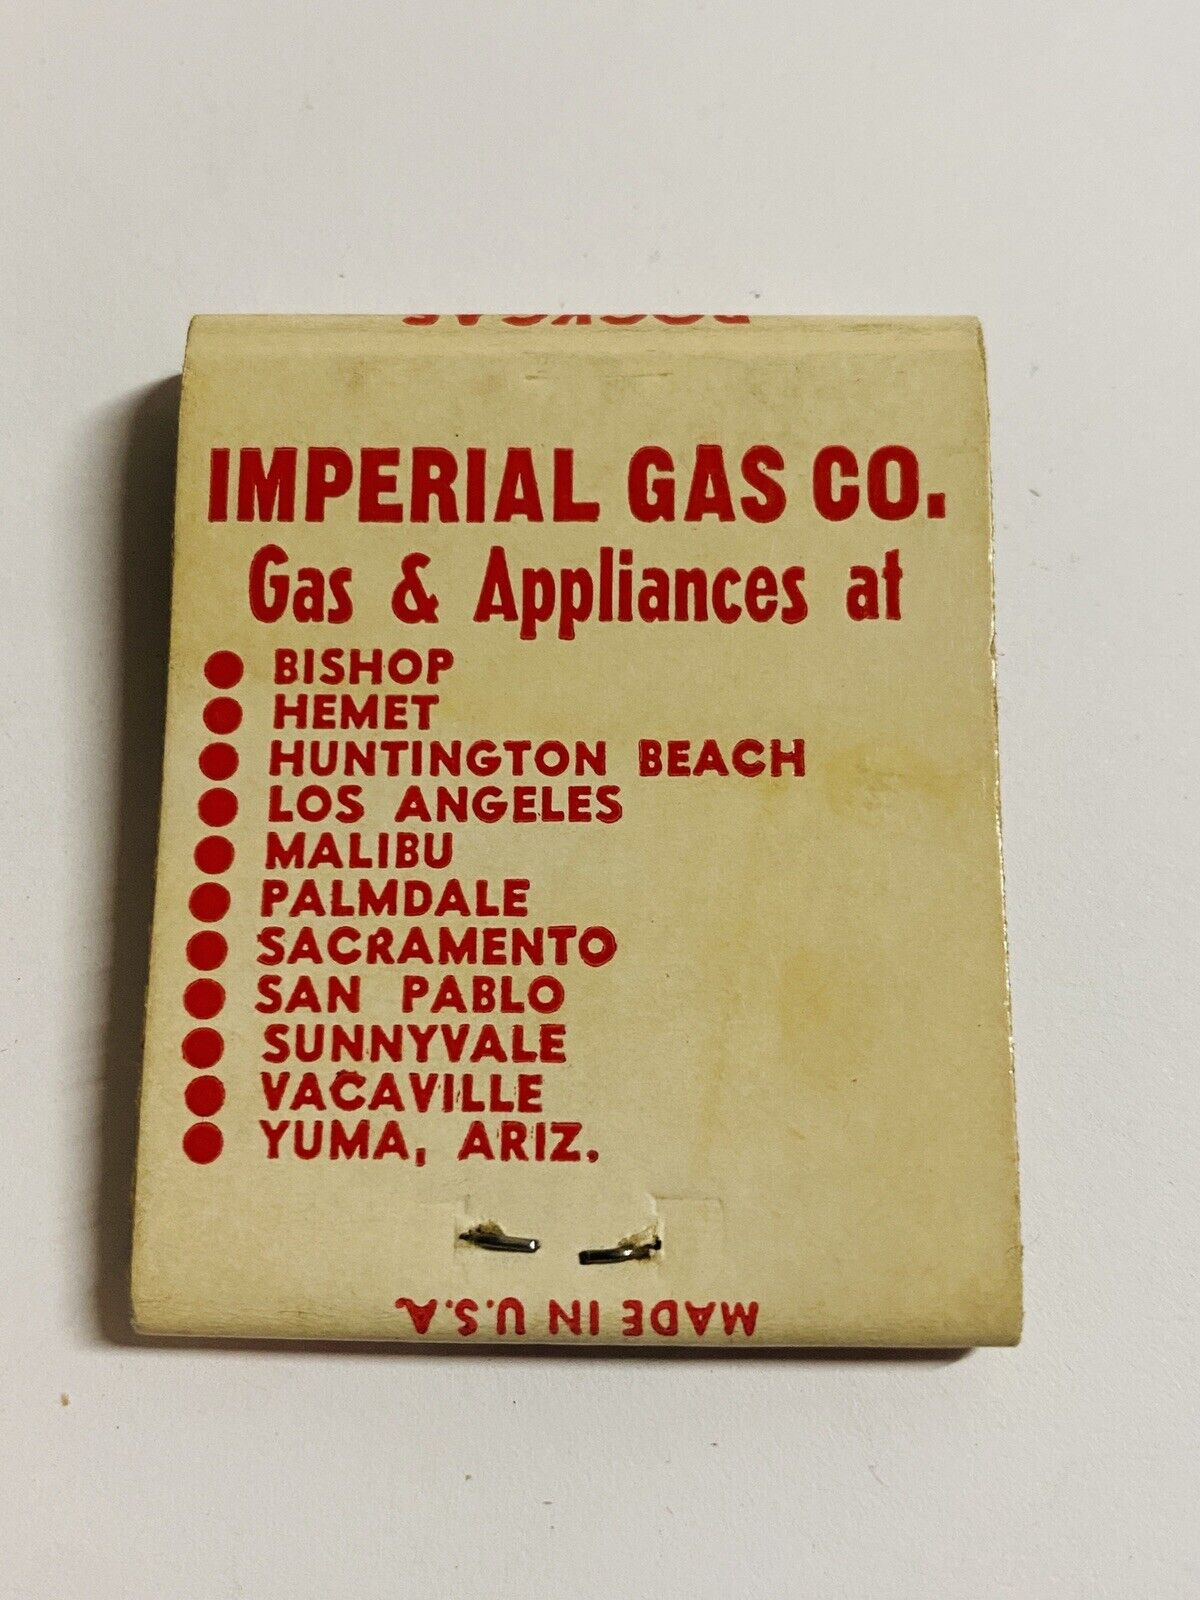 ROCKGAS
IMPERIAL GAS CO.
Gas & Appliances at
● BISHOP
● HEMET
● HUNTINGTON BEACH
● LOS ANGELES
● MALIBU
● PALMDALE
● SACRAMENTO
● SAN PABLO
● SUNNYVALE
● VACAVILLE
● YUMA, ARIZ.
MADE IN U.S.A.